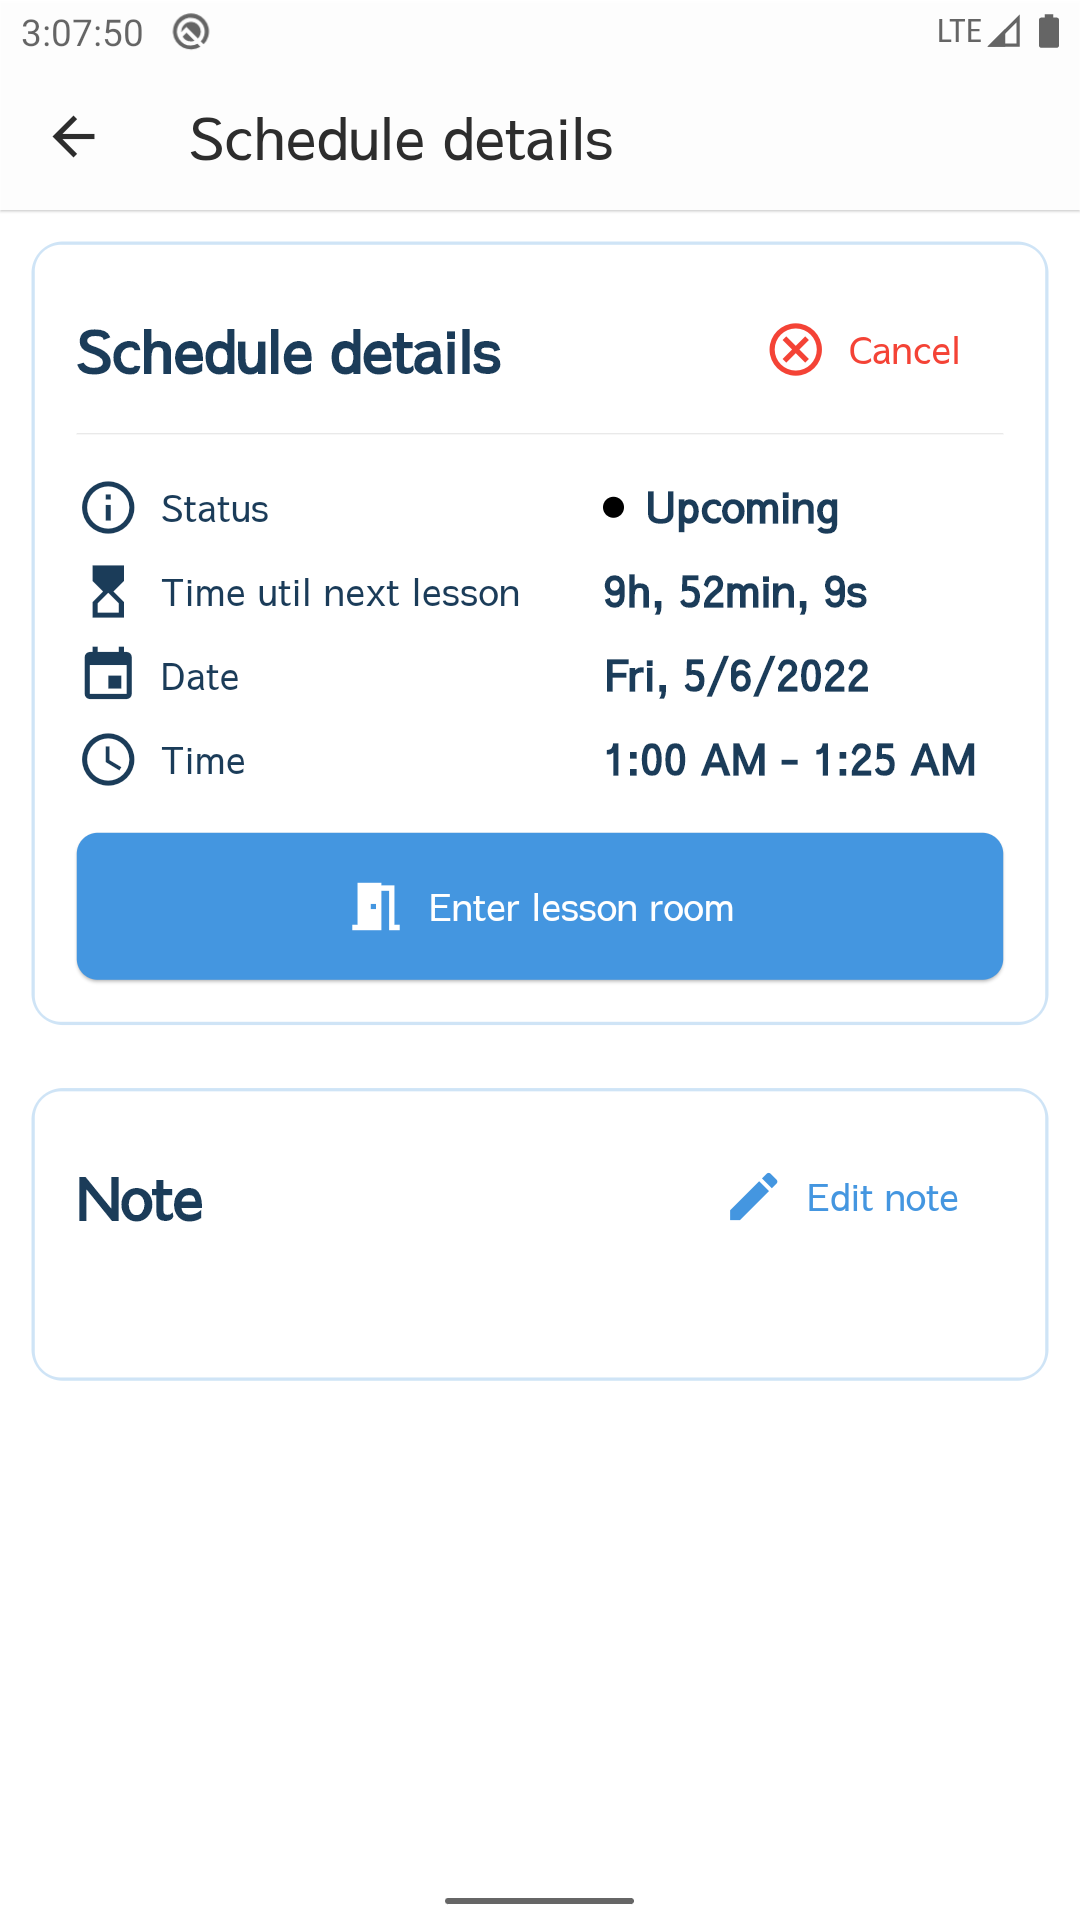 3:07:50 LTE
Schedule details
Schedule details Cancel
Status Upcoming
Time util next lesson 9h, 52min, 9s
Date Fri, 5/6/2022
Time 1:00 AM - 1:25 AM
Enter lesson room
Note Edit note